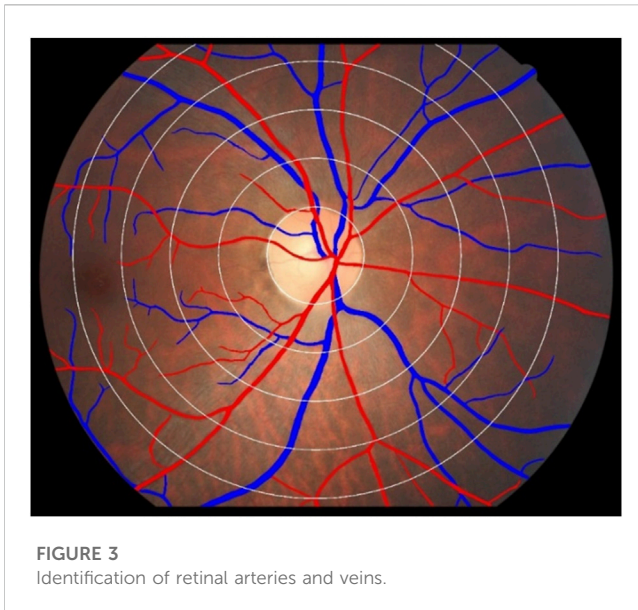 FIGURE 3
Identification of retinal arteries and veins.